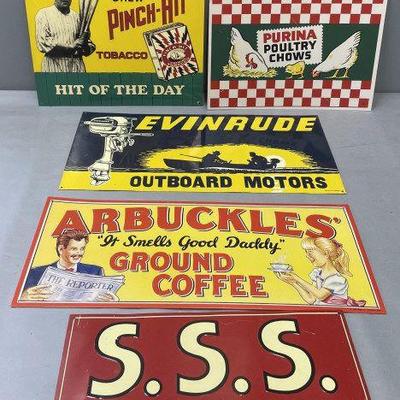 PINCH-HIT
TOBACCO
HIT OF THE DAY
PURINA
POULTRY
CHOWS
EVINRUDE
OUTBOARD MOTORS
ARBUCKLES'
"It Smells Good Daddy"
GROUND
COFFEE
THE REPORTER
S.S.S.